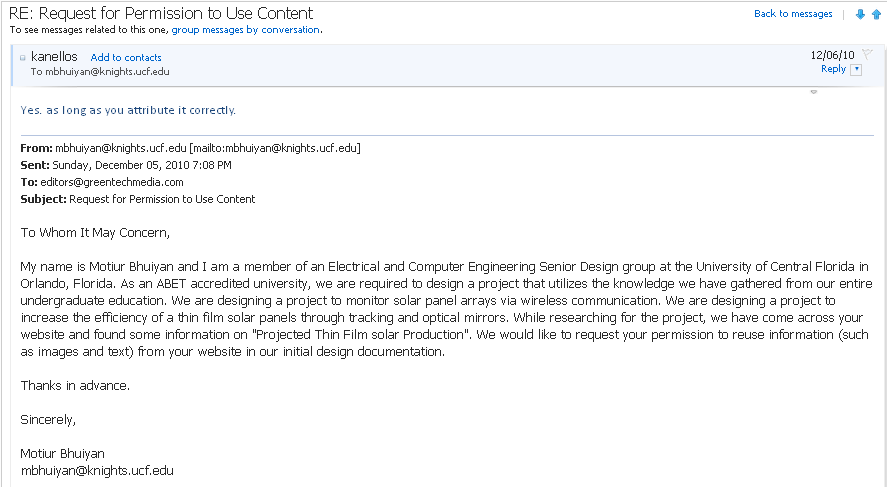 RE: Request for Permission to Use Content
Back to messages
To see messages related to this one, group messages by conversation.
kanellos Add to contacts
12/06/10
To mbhuiyan@knights.ucf.edu
Reply
Yes, as long as you attribute it correctly.
From: mbhuiyan@knights.ucf.edu [mailto:mbhuiyan@knights.ucf.edu]
Sent: Sunday, December 05, 2010 7:08 PM
To: editors@greentechmedia.com
Subject: Request for Permission to Use Content
To Whom It May Concern,
My name is Motiur Bhuiyan and I am a member of an Electrical and Computer Engineering Senior Design group at the University of Central Florida in
Orlando, Florida. As an ABET accredited university, we are required to design a project that utilizes the knowledge we have gathered from our entire
undergraduate education. We are designing a project to monitor solar panel arrays via wireless communication. We are designing a project to
increase the efficiency of a thin film solar panels through tracking and optical mirrors. While researching for the project, we have come across your
website and found some information on "Projected Thin Film solar Production". We would like to request your permission to reuse information (such
as images and text) from your website in our initial design documentation.
Thanks in advance.
Sincerely,
Motiur Bhuiyan
mbhuiyan@knights.ucf.edu